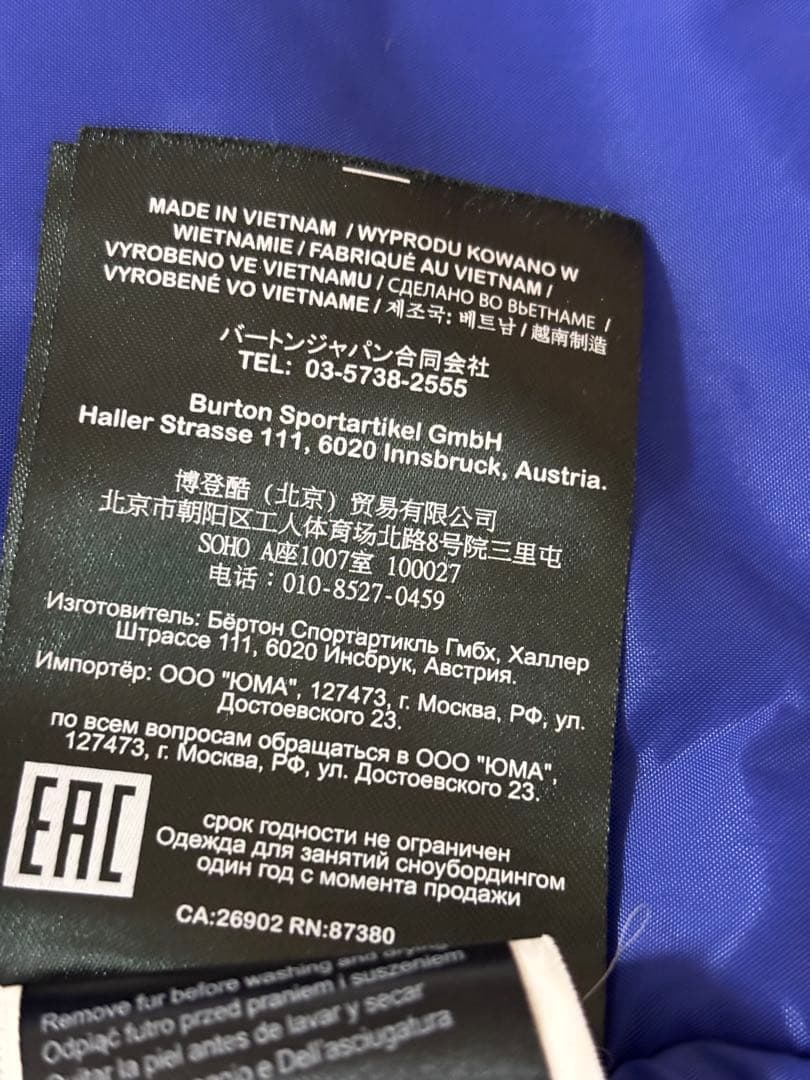 MADE IN VIETNAM / WYPRODU KOWANO W
WIETNAMIE / FABRIQUÉ AU VIETNAM /
VYROBENO VE VIETNAMU / СДЕЛАНО ВО ВЬЕТНАМЕ /
VYROBENÉ VO VIETNAME / 제조국: 베트남 / 越南制造
バートンジャパン合同会社
TEL: 03-5738-2555
Burton Sportartikel GmbH
Haller Strasse 111, 6020 Innsbruck, Austria.
博登酷（北京）贸易有限公司
北京市朝阳区工人体育场北路8号院三里屯
SOHO A座1007室 100027
电话：010-8527-0459
Изготовитель: Бёртон Спортартикль Гмбх, Халлер
Штрассе 111, 6020 Инсбрук, Австрия.
Импортёр: ООО "ЮМА", 127473, г. Москва, РФ, ул.
Достоевского 23.
по всем вопросам обращаться в ООО "ЮМА",
127473, г. Москва, РФ, ул. Достоевского 23.
EAC
срок годности не ограничен
Одежда для занятий сноубордингом
один год с момента продажи
CA:26902 RN:87380
Remove fur before washing and drying
Odpiąć futro przed praniem i suszeniem
Quitar la piel antes de lavar y secar
e Dell'asciugatura